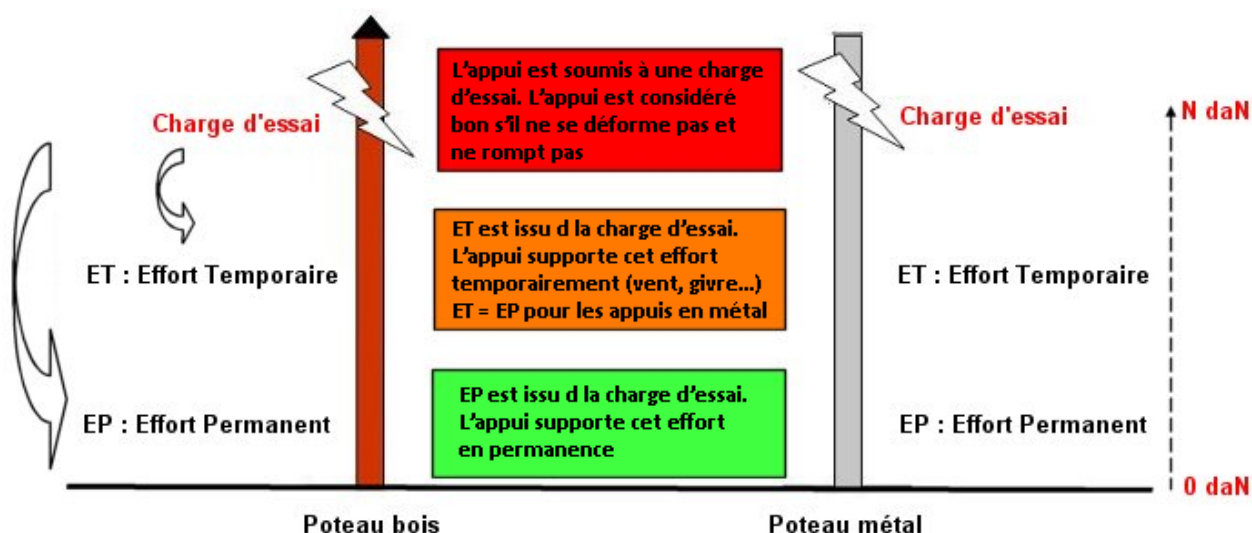 L'appui est soumis à une charge
d'essai. L'appui est considéré
bon s'il ne se déforme pas et
ne rompt pas
Charge d'essai
Charge d'essai
N daN
ET est issu d la charge d'essai.
L'appui supporte cet effort
temporairement (vent, givre...)
ET = EP pour les appuis en métal
ET : Effort Temporaire
ET : Effort Temporaire
EP est issu d la charge d'essai.
L'appui supporte cet effort
en permanence
EP : Effort Permanent
EP : Effort Permanent
0 daN
Poteau bois
Poteau métal